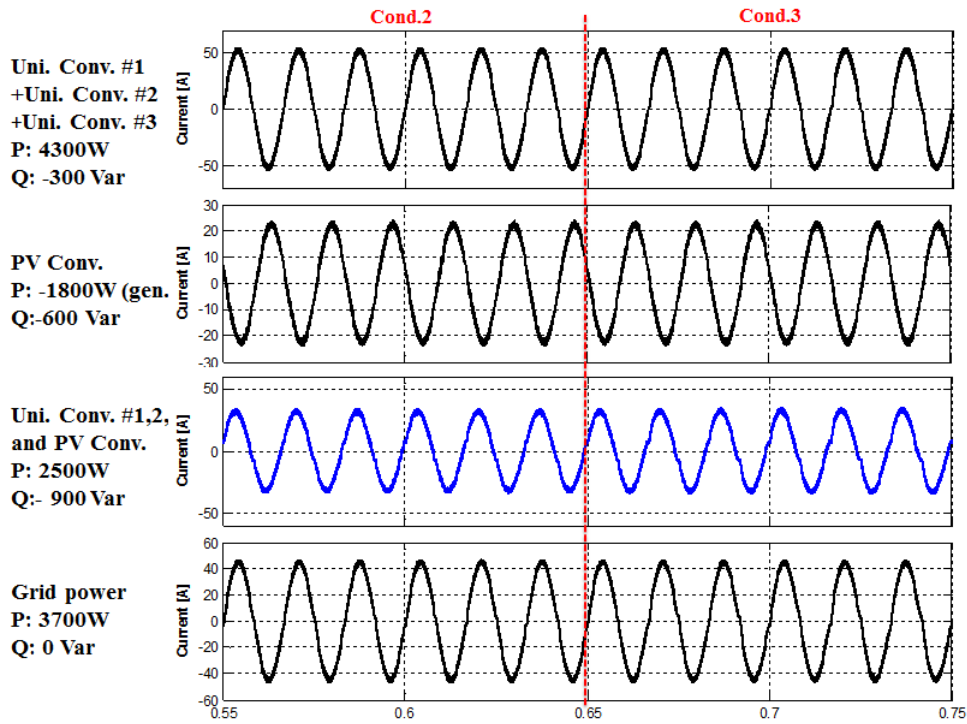 Cond.2
Cond.3
Uni. Conv. #1
+Uni. Conv. #2
+Uni. Conv. #3
P: 4300W
Q: -300 Var
Current [A]
50
0
-50
PV Conv.
P: -1800W (gen.
Q:-600 Var
Current [A]
30
20
10
0
-10
-20
-30
Uni. Conv. #1,2,
and PV Conv.
P: 2500W
Q:- 900 Var
Current [A]
50
0
-50
Grid power
P: 3700W
Q: 0 Var
Current [A]
60
40
20
0
-20
-40
-60
0.55
0.6
0.65
0.7
0.75